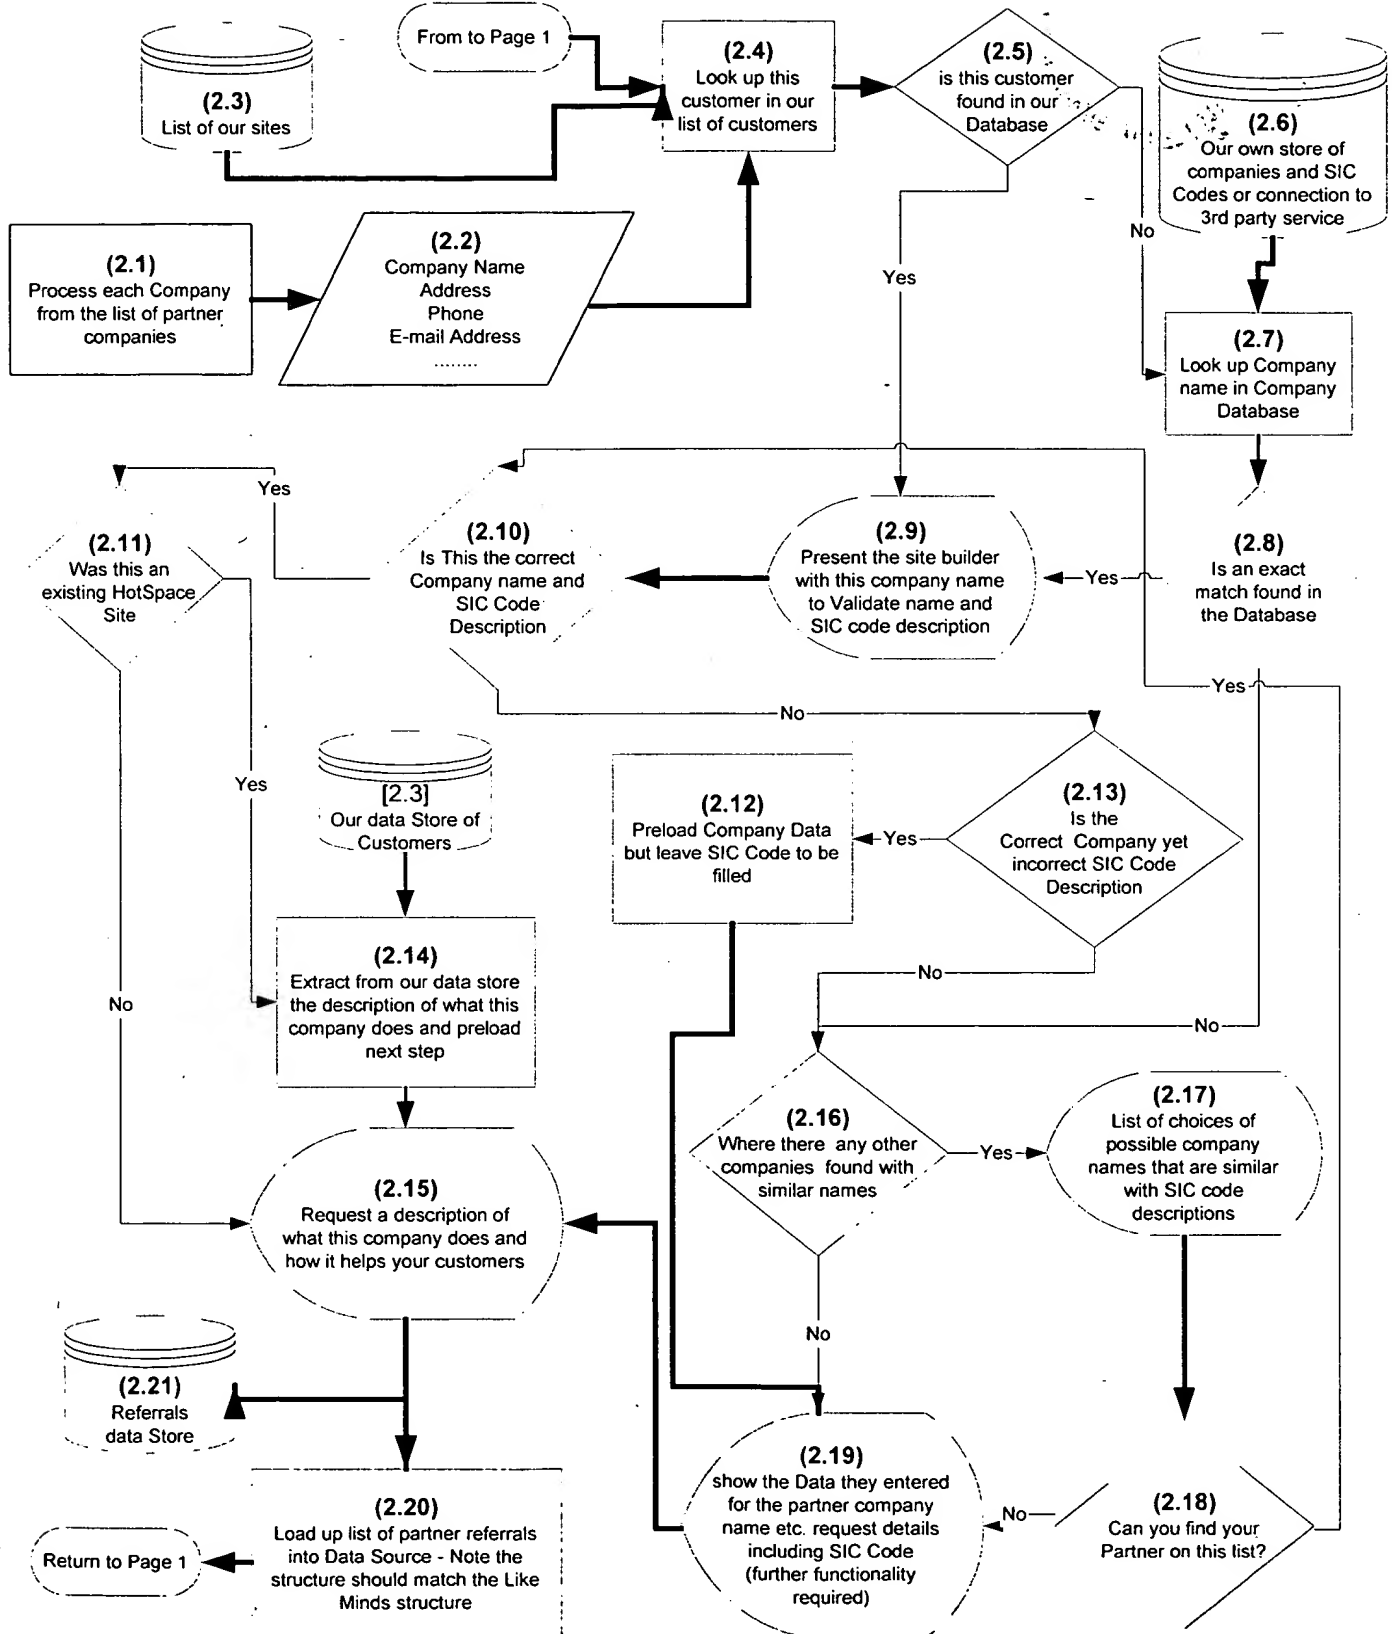 From to Page 1
(2.3)
List of our sites
(2.4)
Look up this
customer in our
list of customers
(2.5)
is this customer
found in our
Database
(2.6)
Our own store of
companies and SIC
Codes or connection to
3rd party service
(2.1)
Process each Company
from the list of partner
companies
(2.2)
Company Name
Address
Phone
E-mail Address
........
Yes
No
(2.7)
Look up Company
name in Company
Database
Yes
(2.11)
Was this an
existing HotSpace
Site
(2.10)
Is This the correct
Company name and
SIC Code
Description
(2.9)
Present the site builder
with this company name
to Validate name and
SIC code description
Yes
(2.8)
Is an exact
match found in
the Database
Yes
No
Yes
[2.3]
Our data Store of
Customers
(2.12)
Preload Company Data
but leave SIC Code to be
filled
Yes
(2.13)
Is the
Correct Company yet
incorrect SIC Code
Description
No
(2.14)
Extract from our data store
the description of what this
company does and preload
next step
No
No
(2.16)
Where there any other
companies found with
similar names
Yes
(2.17)
List of choices of
possible company
names that are similar
with SIC code
descriptions
(2.15)
Request a description of
what this company does and
how it helps your customers
No
(2.21)
Referrals
data Store
(2.19)
show the Data they entered
for the partner company
name etc. request details
including SIC Code
(further functionality
required)
No
(2.18)
Can you find your
Partner on this list?
(2.20)
Load up list of partner referrals
into Data Source - Note the
structure should match the Like
Minds structure
Return to Page 1